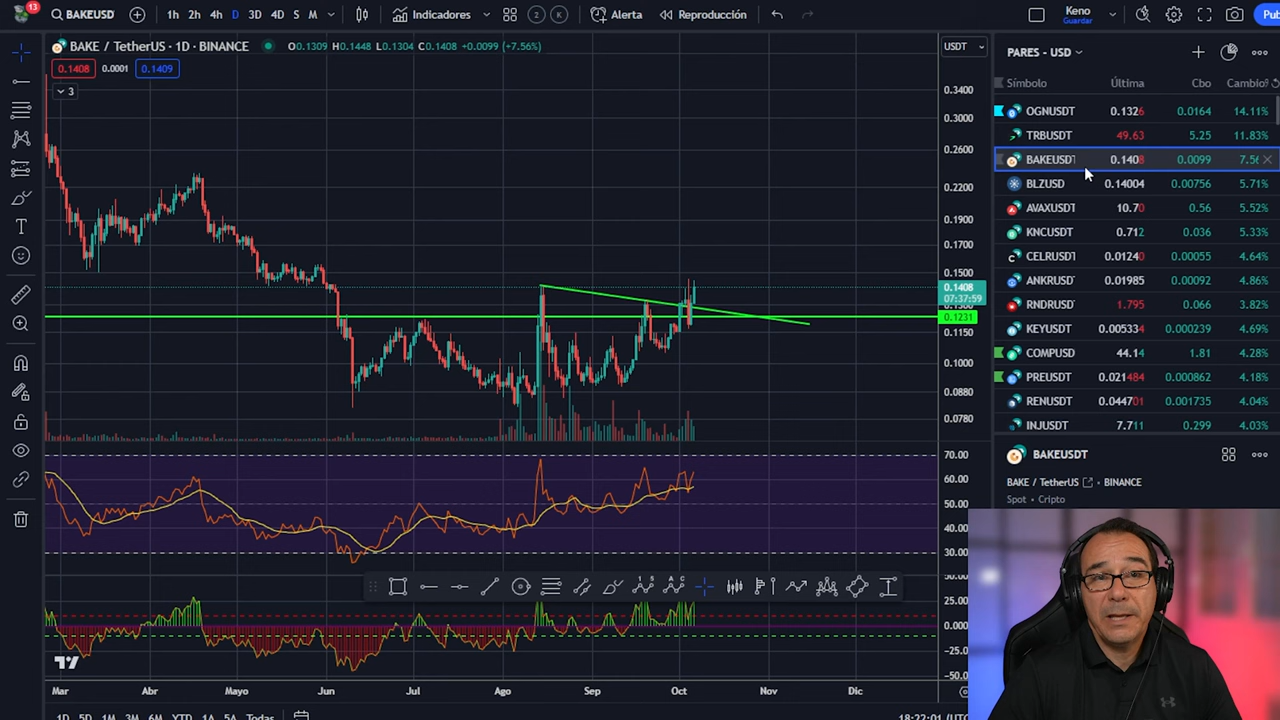 13
BAKEUSD
1h 2h 4h D 3D 4D S M
Indicadores
2 K
Alerta
Reproducción
Keno
Guardar
Pub
BAKE / TetherUS · 1D · BINANCE
O0.1309 H0.1448 L0.1304 C0.1408 +0.0099 (+7.56%)
0.1408 0.0001 0.1409
3
USDT
0.3400
0.3000
0.2600
0.2200
0.1900
0.1700
0.1500
0.1408
07:37:59
0.1231
0.1150
0.1000
0.0880
0.0780
70.00
60.00
50.00
40.00
30.00
25.00
0.000
−25.00
Mar Abr Mayo Jun Jul Ago Sep Oct Nov Dic
1D 5D 1M 3M 6M YTD 1A 5A Todas
18:22:01 (UTC
PARES - USD
Símbolo Última Cbo Cambio%
OGNUSDT 0.1326 0.0164 14.11%
TRBUSDT 49.63 5.25 11.83%
BAKEUSDT 0.1408 0.0099 7.56
BLZUSD 0.14004 0.00756 5.71%
AVAXUSDT 10.70 0.56 5.52%
KNCUSDT 0.712 0.036 5.33%
CELRUSDT 0.01240 0.00055 4.64%
ANKRUSDT 0.01985 0.00092 4.86%
RNDRUSDT 1.795 0.066 3.82%
KEYUSDT 0.005334 0.000239 4.69%
COMPUSD 44.14 1.81 4.28%
PREUSDT 0.021484 0.000862 4.18%
RENUSDT 0.044701 0.001735 4.04%
INJUSDT 7.711 0.299 4.03%
BAKEUSDT
BAKE / TetherUS · BINANCE
Spot · Cripto